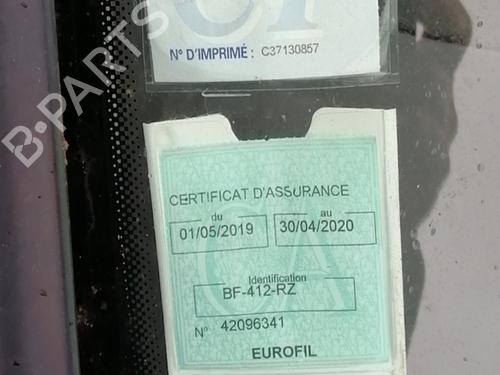 CT
N° D'IMPRIMÉ : C37130857
B-PARTS
CERTIFICAT D'ASSURANCE
du au
01/05/2019 30/04/2020
Identification
BF-412-RZ
N° 42096341
EUROFIL